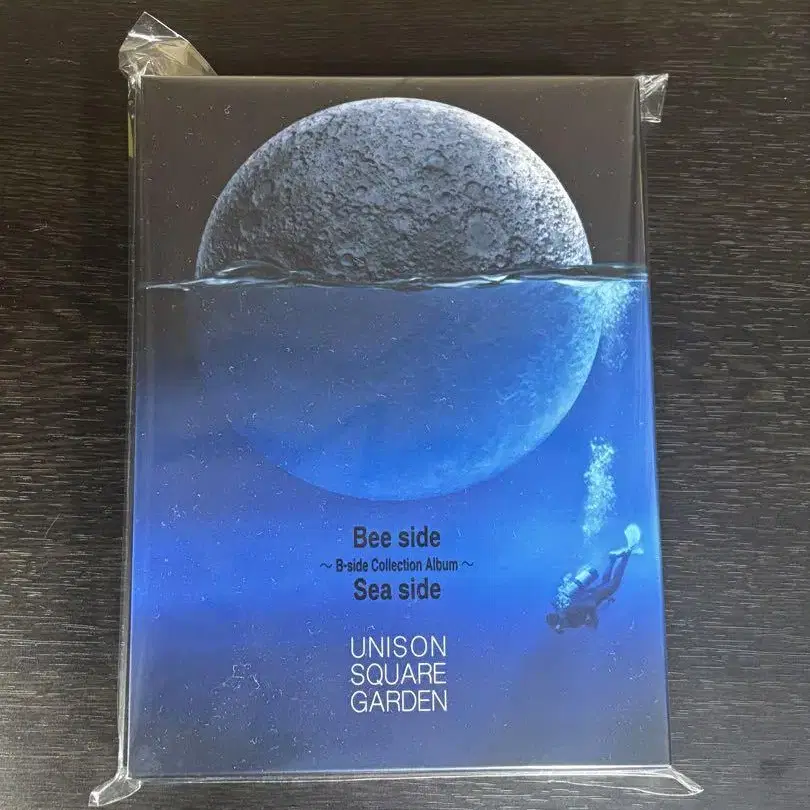 Bee side
～ B-side Collection Album ～
Sea side
UNISON
SQUARE
GARDEN